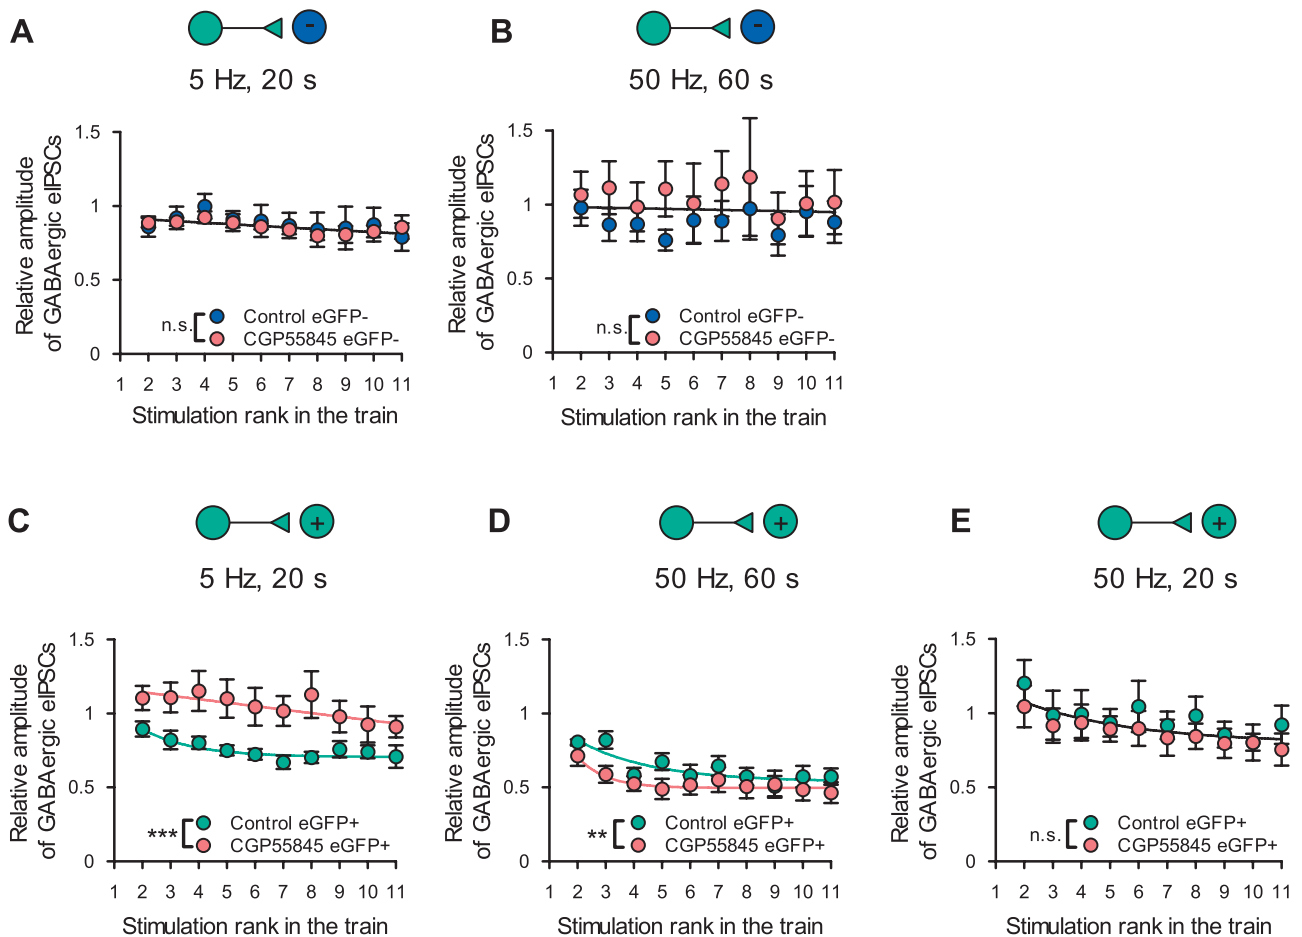 A
-
5 Hz, 20 s
Relative amplitude
of GABAergic eIPSCs
1.5
1
0.5
0
n.s.
Control eGFP-
CGP55845 eGFP-
1 2 3 4 5 6 7 8 9 10 11
Stimulation rank in the train
B
-
50 Hz, 60 s
Relative amplitude
of GABAergic eIPSCs
1.5
1
0.5
0
n.s.
Control eGFP-
CGP55845 eGFP-
1 2 3 4 5 6 7 8 9 10 11
Stimulation rank in the train
C
+
5 Hz, 20 s
Relative amplitude
of GABAergic eIPSCs
1.5
1
0.5
0
***
Control eGFP+
CGP55845 eGFP+
1 2 3 4 5 6 7 8 9 10 11
Stimulation rank in the train
D
+
50 Hz, 60 s
Relative amplitude
of GABAergic eIPSCs
1.5
1
0.5
0
**
Control eGFP+
CGP55845 eGFP+
1 2 3 4 5 6 7 8 9 10 11
Stimulation rank in the train
E
+
50 Hz, 20 s
Relative amplitude
of GABAergic eIPSCs
1.5
1
0.5
0
n.s.
Control eGFP+
CGP55845 eGFP+
1 2 3 4 5 6 7 8 9 10 11
Stimulation rank in the train